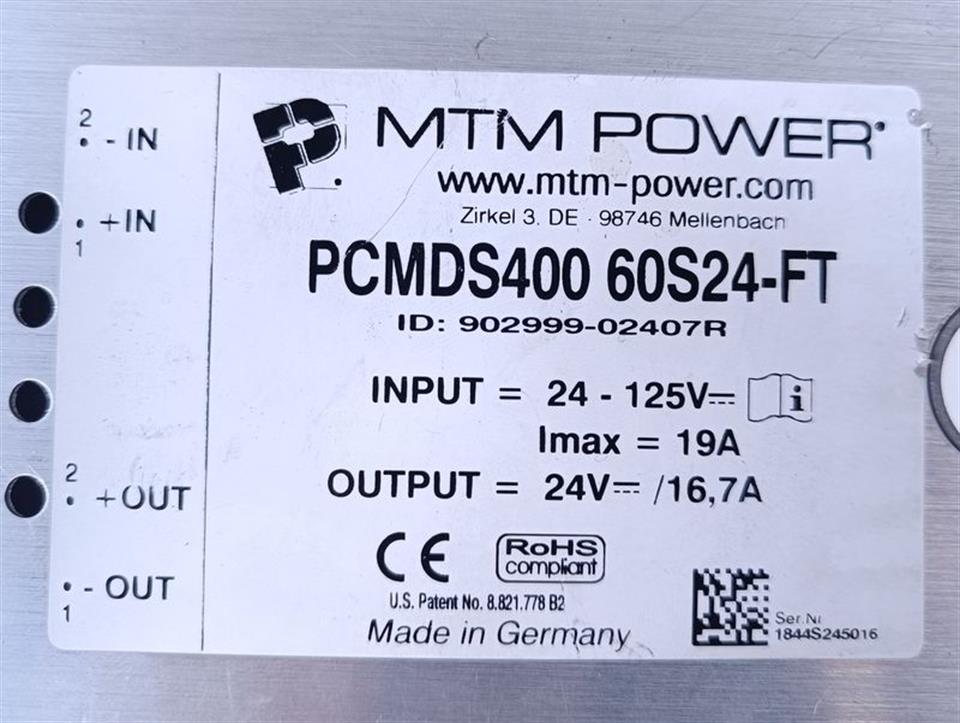 MTM POWER®
www.mtm-power.com
Zirkel 3. DE - 98746 Mellenbach
PCMDS400 60S24-FT
ID: 902999-02407R
INPUT = 24 - 125V⎓ i
Imax = 19A
OUTPUT = 24V⎓ /16,7A
CE RoHS
compliant
U.S. Patent No. 8.821.778 B2
Made in Germany
Ser.Nr
1844S245016
2
- IN
+IN
1
2
+OUT
- OUT
1